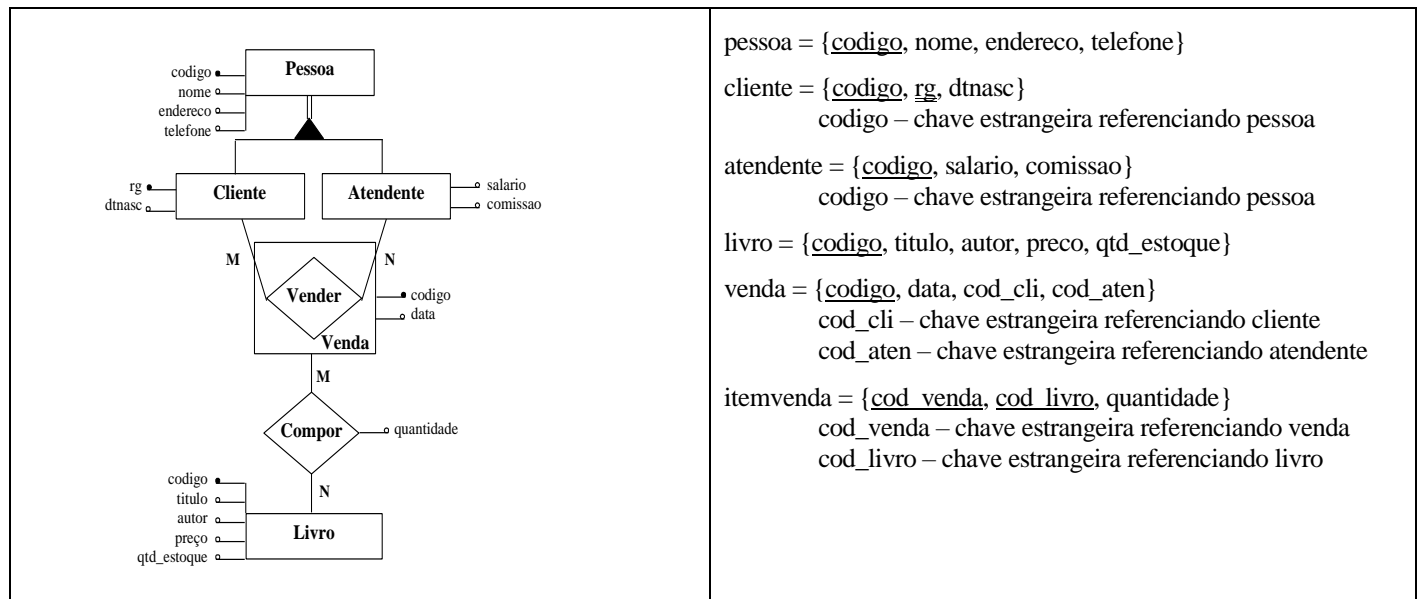 Pessoa
codigo
nome
endereco
telefone
Cliente
rg
dtnasc
Atendente
salario
comissao
M
N
Vender
Venda
codigo
data
M
Compor
quantidade
N
codigo
titulo
autor
preço
qtd_estoque
Livro
pessoa = {codigo, nome, endereco, telefone}
cliente = {codigo, rg, dtnasc}
codigo – chave estrangeira referenciando pessoa
atendente = {codigo, salario, comissao}
codigo – chave estrangeira referenciando pessoa
livro = {codigo, titulo, autor, preco, qtd_estoque}
venda = {codigo, data, cod_cli, cod_aten}
cod_cli – chave estrangeira referenciando cliente
cod_aten – chave estrangeira referenciando atendente
itemvenda = {cod_venda, cod_livro, quantidade}
cod_venda – chave estrangeira referenciando venda
cod_livro – chave estrangeira referenciando livro